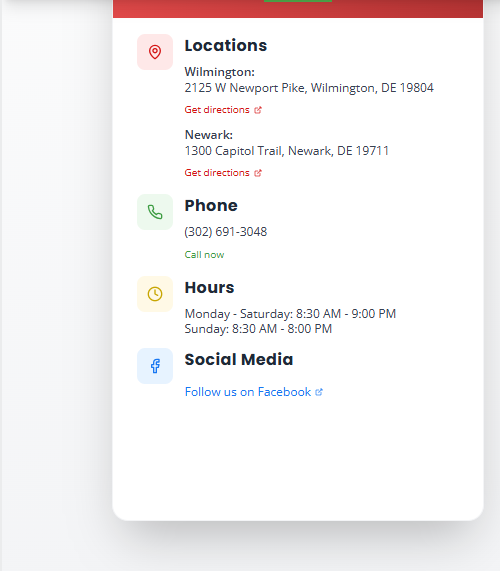 Locations
Wilmington:
2125 W Newport Pike, Wilmington, DE 19804
Get directions
Newark:
1300 Capitol Trail, Newark, DE 19711
Get directions
Phone
(302) 691-3048
Call now
Hours
Monday - Saturday: 8:30 AM - 9:00 PM
Sunday: 8:30 AM - 8:00 PM
Social Media
Follow us on Facebook